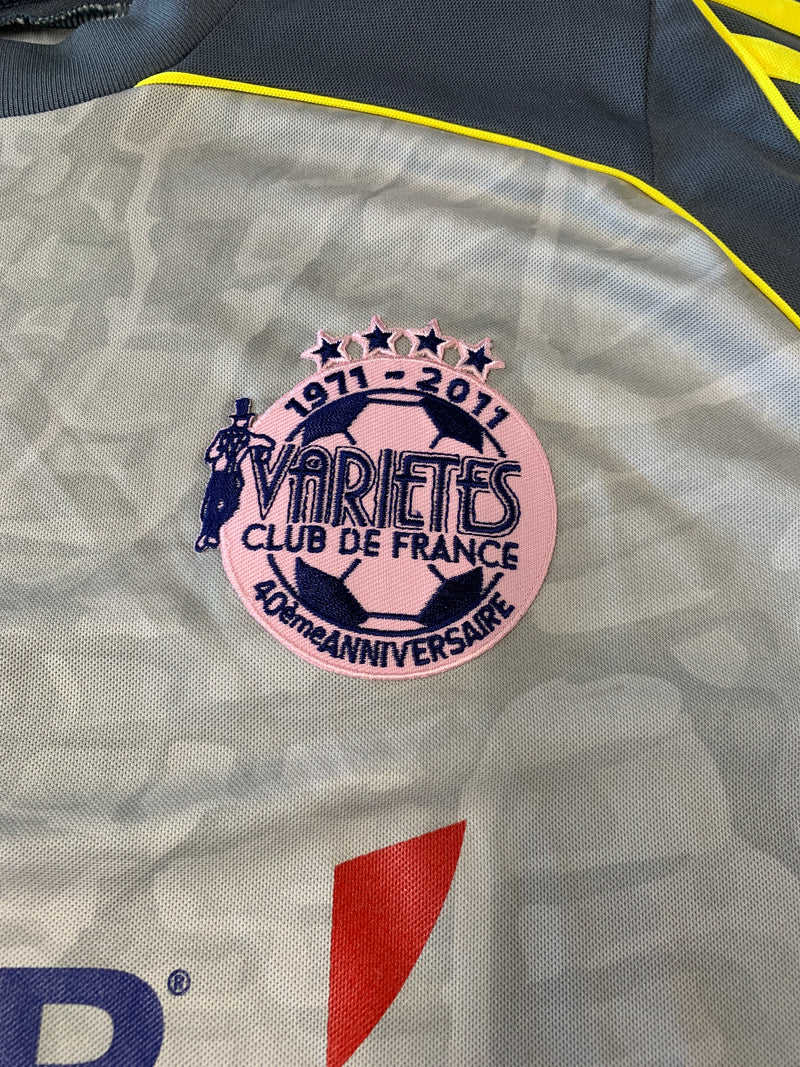 1971 - 2011
VARIETES
CLUB DE FRANCE
40èmeANNIVERSAIRE
®